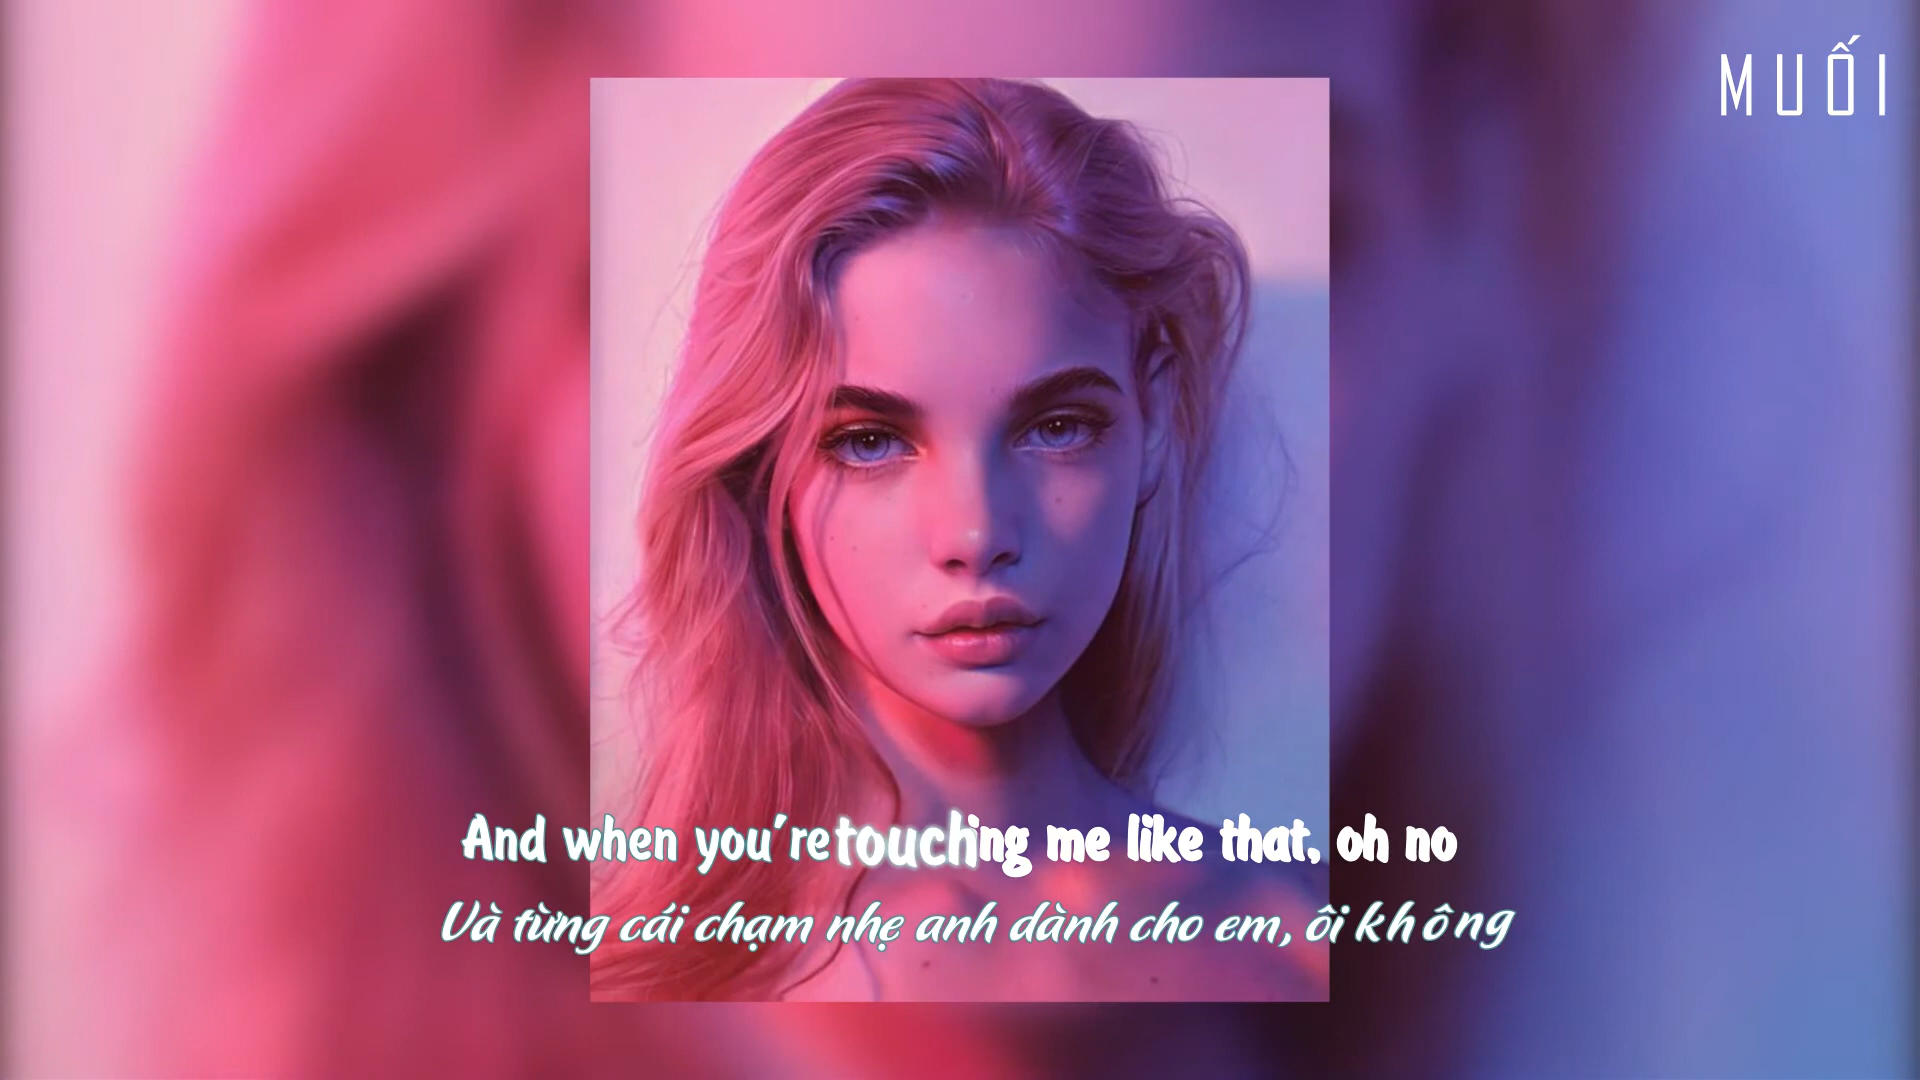 MUỐI
And when you're touching me like that, oh no
Và từng cái chạm nhẹ anh dành cho em, ôi không